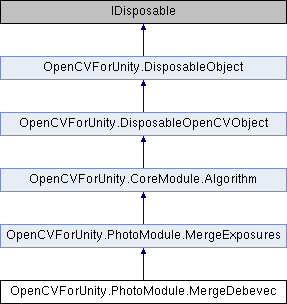 IDisposable
OpenCVForUnity.DisposableObject
OpenCVForUnity.DisposableOpenCVObject
OpenCVForUnity.CoreModule.Algorithm
OpenCVForUnity.PhotoModule.MergeExposures
OpenCVForUnity.PhotoModule.MergeDebevec